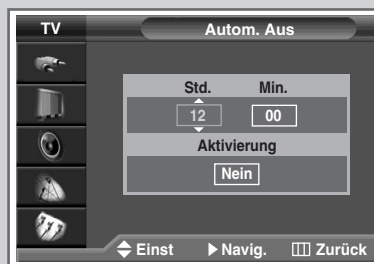 TV
Autom. Aus
Std. Min.
12 00
Aktivierung
Nein
Einst Navig. Zurück